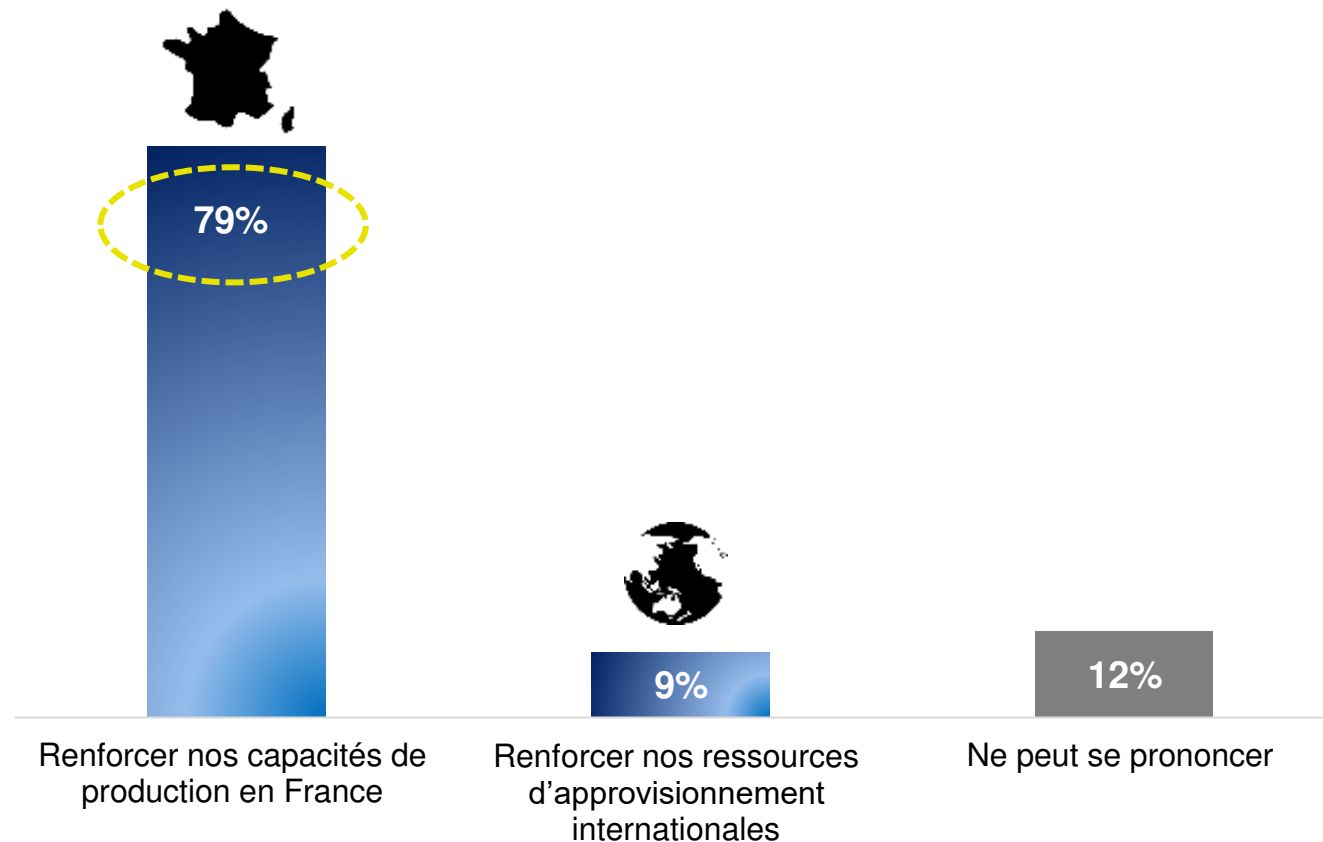 79%
9%
12%
Renforcer nos capacités de
production en France
Renforcer nos ressources
d’approvisionnement
internationales
Ne peut se prononcer